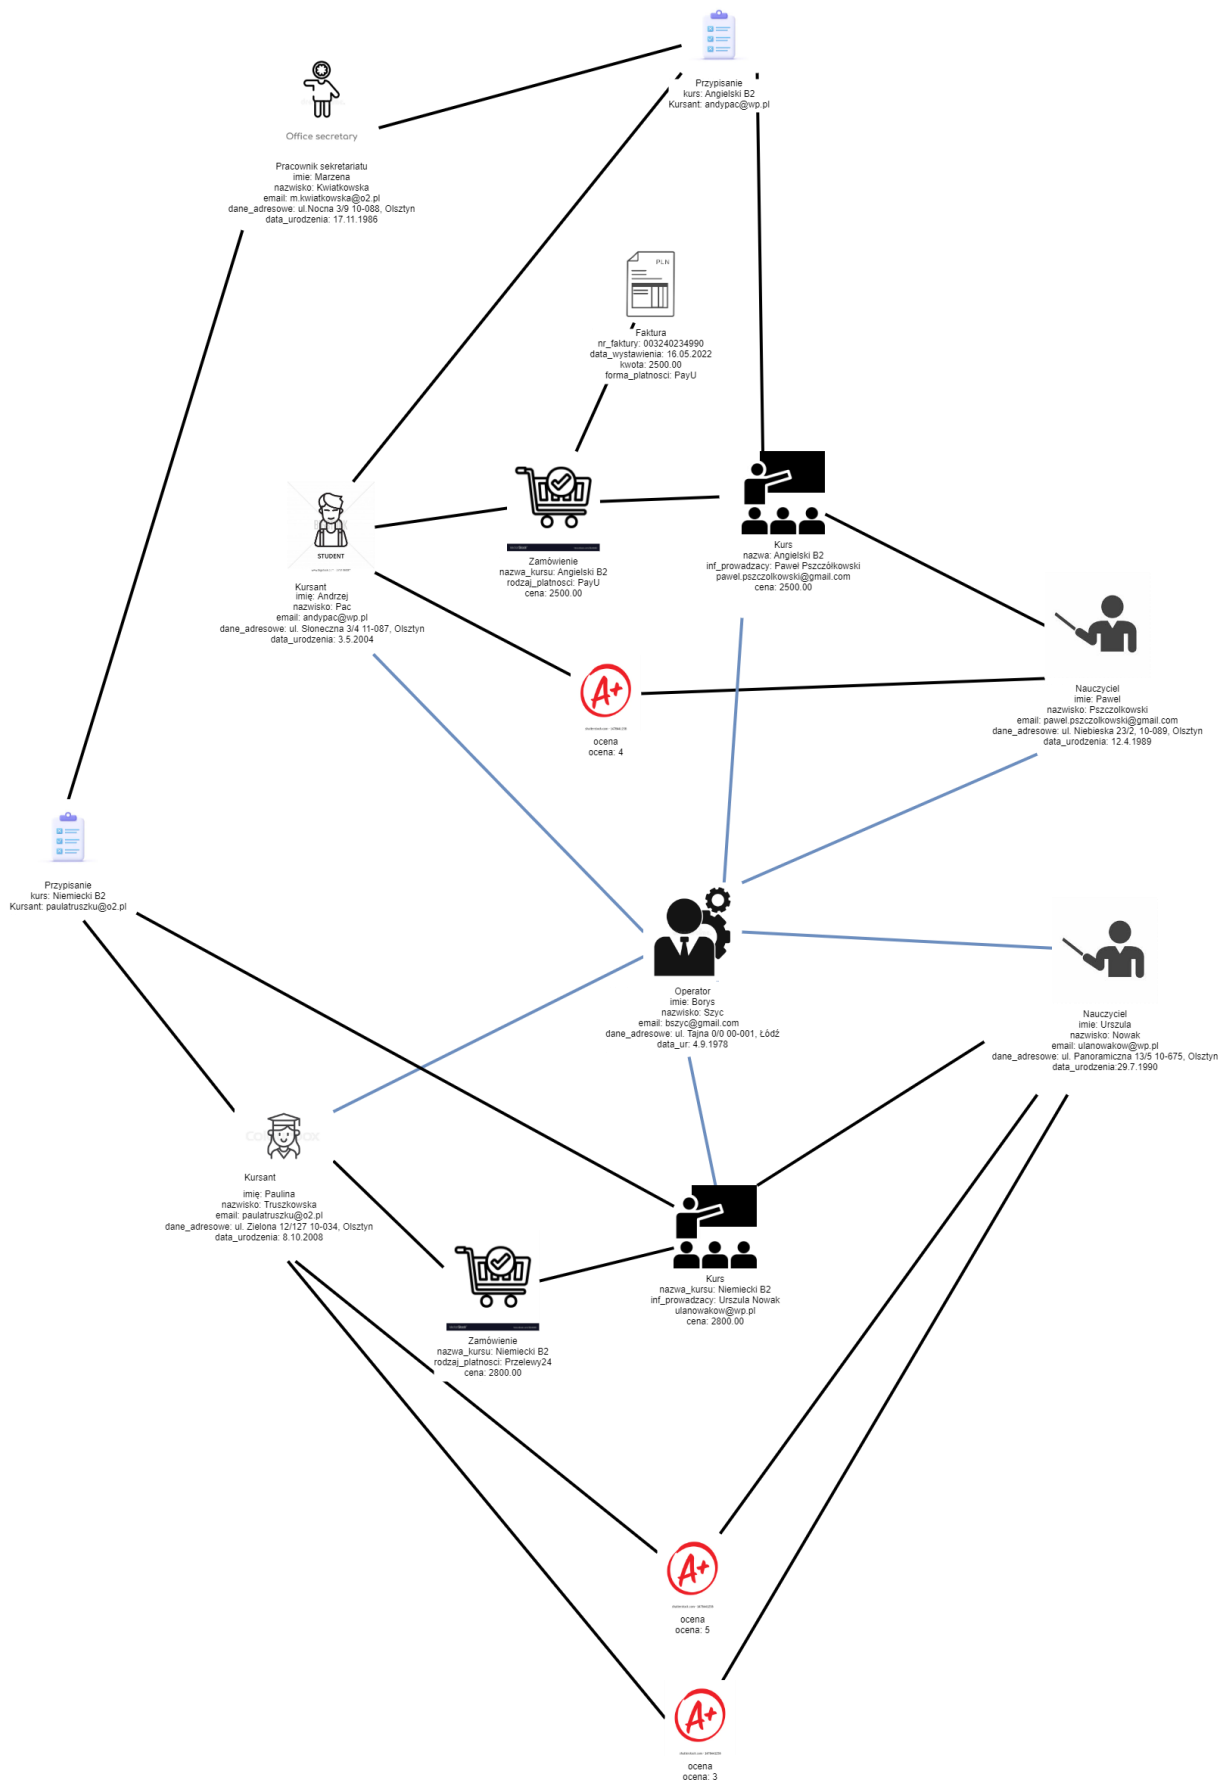 Przypisanie
kurs: Angielski B2
Kursant: andypac@wp.pl
Office secretary
Pracownik sekretariatu
imie: Marzena
nazwisko: Kwiatkowska
email: m.kwiatkowska@o2.pl
dane_adresowe: ul.Nocna 3/9 10-088, Olsztyn
data_urodzenia: 17.11.1986
PLN
Faktura
nr_faktury: 003240234990
data_wystawienia: 16.05.2022
kwota: 2500.00
forma_platnosci: PayU
STUDENT
Kursant
imię: Andrzej
nazwisko: Pac
email: andypac@wp.pl
dane_adresowe: ul. Słoneczna 3/4 11-087, Olsztyn
data_urodzenia: 3.5.2004
Zamówienie
nazwa_kursu: Angielski B2
rodzaj_platnosci: PayU
cena: 2500.00
Kurs
nazwa: Angielski B2
inf_prowadzacy: Paweł Pszczółkowski
pawel.pszczolkowski@gmail.com
cena: 2500.00
A+
ocena
ocena: 4
Nauczyciel
imie: Pawel
nazwisko: Pszczolkowski
email: pawel.pszczolkowski@gmail.com
dane_adresowe: ul. Niebieska 23/2, 10-089, Olsztyn
data_urodzenia: 12.4.1989
Przypisanie
kurs: Niemiecki B2
Kursant: paulatruszku@o2.pl
Operator
imie: Borys
nazwisko: Szyc
email: bszyc@gmail.com
dane_adresowe: ul. Tajna 0/0 00-001, Łódź
data_ur: 4.9.1978
Nauczyciel
imie: Urszula
nazwisko: Nowak
email: ulanowakow@wp.pl
dane_adresowe: ul. Panoramiczna 13/5 10-675, Olsztyn
data_urodzenia:29.7.1990
Kursant
imię: Paulina
nazwisko: Truszkowska
email: paulatruszku@o2.pl
dane_adresowe: ul. Zielona 12/127 10-034, Olsztyn
data_urodzenia: 8.10.2008
Zamówienie
nazwa_kursu: Niemiecki B2
rodzaj_platnosci: Przelewy24
cena: 2800.00
Kurs
nazwa_kursu: Niemiecki B2
inf_prowadzacy: Urszula Nowak
ulanowakow@wp.pl
cena: 2800.00
A+
ocena
ocena: 5
A+
ocena
ocena: 3